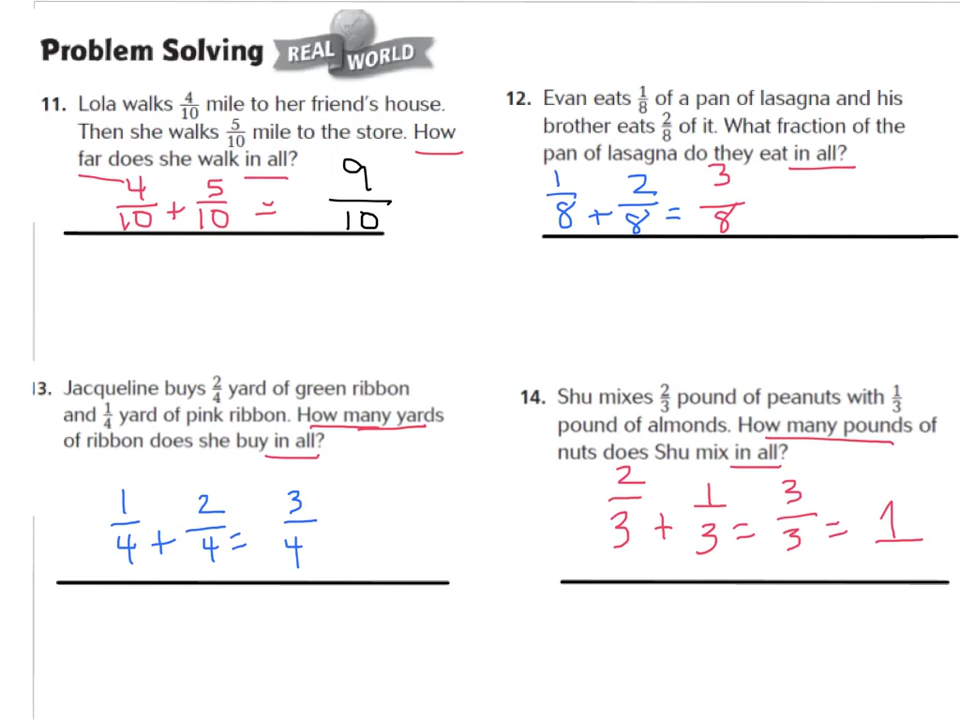 Problem Solving REAL WORLD
11. Lola walks 4/10 mile to her friend's house.
Then she walks 5/10 mile to the store. How
far does she walk in all?
4/10 + 5/10 = 9/10
12. Evan eats 1/8 of a pan of lasagna and his
brother eats 2/8 of it. What fraction of the
pan of lasagna do they eat in all?
1/8 + 2/8 = 3/8
13. Jacqueline buys 2/4 yard of green ribbon
and 1/4 yard of pink ribbon. How many yards
of ribbon does she buy in all?
1/4 + 2/4 = 3/4
14. Shu mixes 2/3 pound of peanuts with 1/3
pound of almonds. How many pounds of
nuts does Shu mix in all?
2/3 + 1/3 = 3/3 = 1